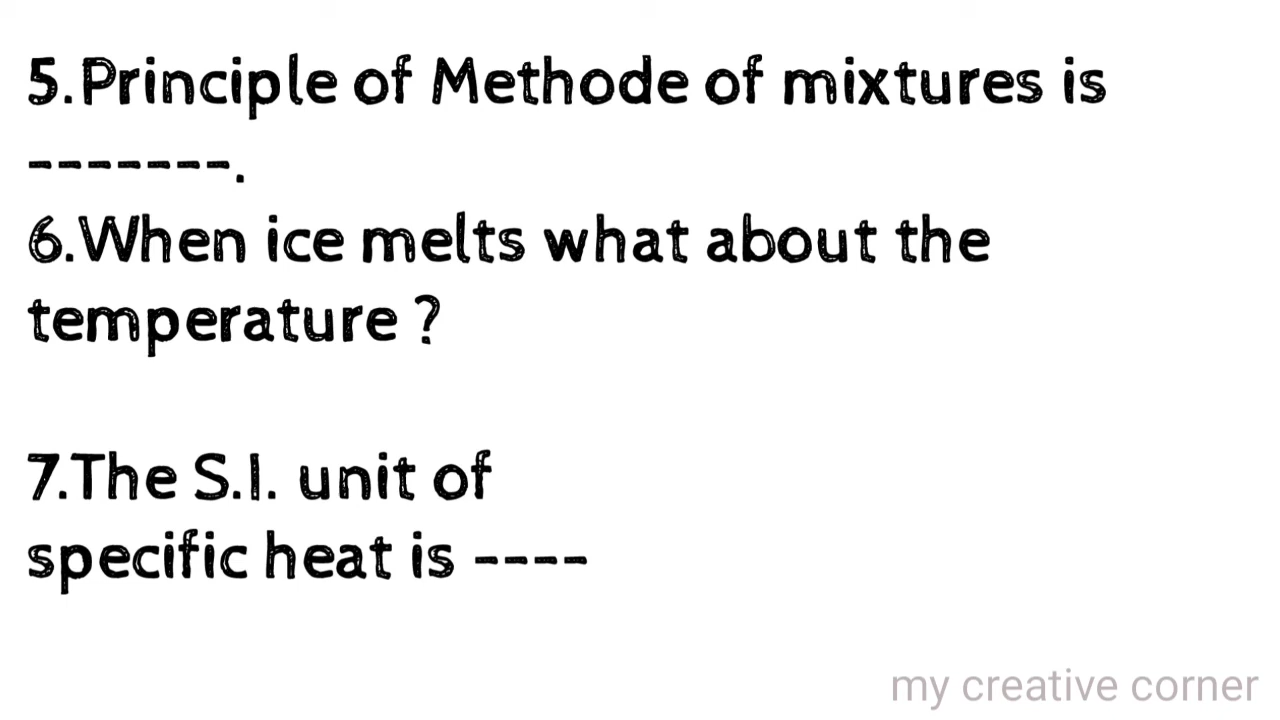 5.Principle of Methode of mixtures is
-------.
6.When ice melts what about the
temperature ?
7.The S.I. unit of
specific heat is ----
my creative corner